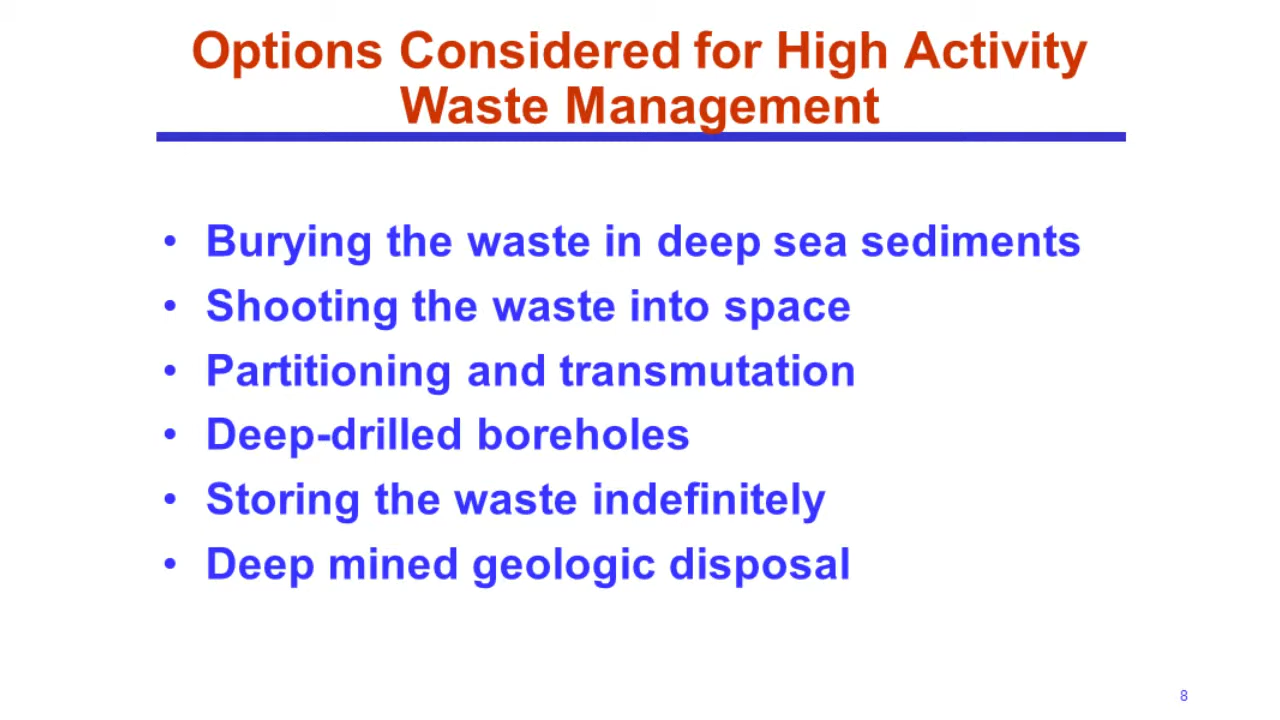 Options Considered for High Activity
Waste Management
• Burying the waste in deep sea sediments
• Shooting the waste into space
• Partitioning and transmutation
• Deep-drilled boreholes
• Storing the waste indefinitely
• Deep mined geologic disposal
8